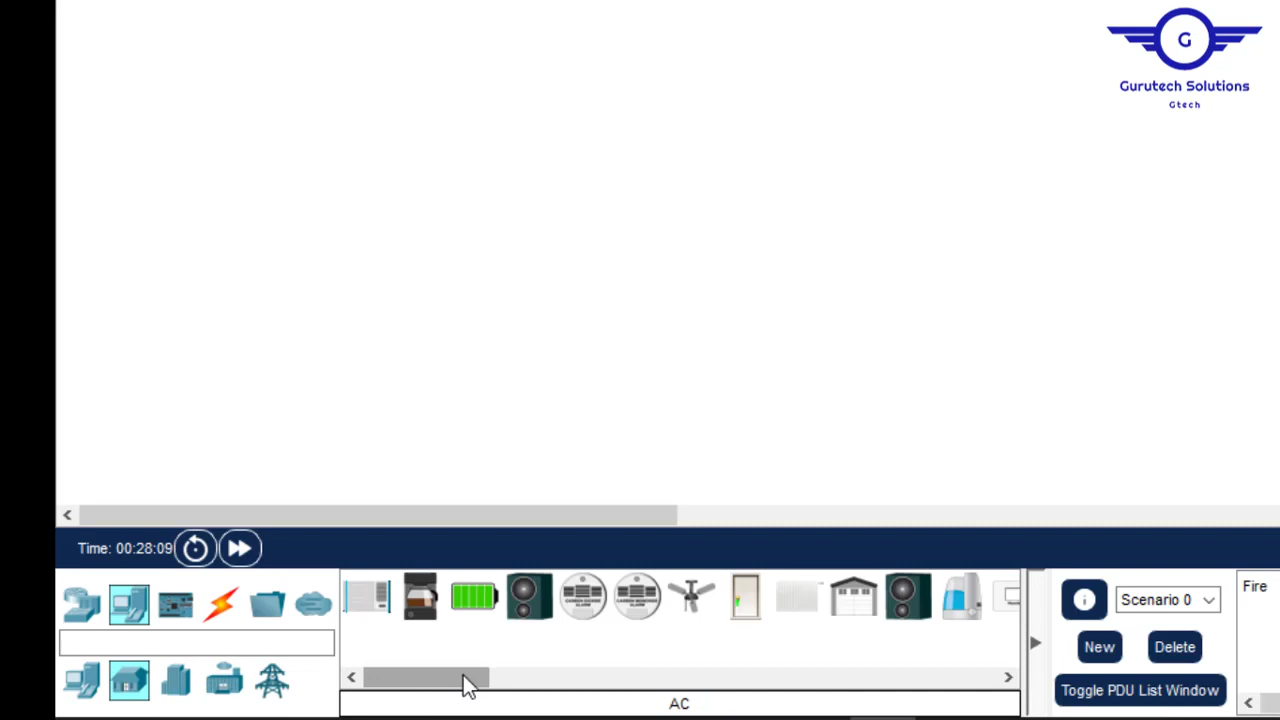 G
Gurutech Solutions
Gtech
Time: 00:28:09
Scenario 0
Fire
New
Delete
Toggle PDU List Window
AC